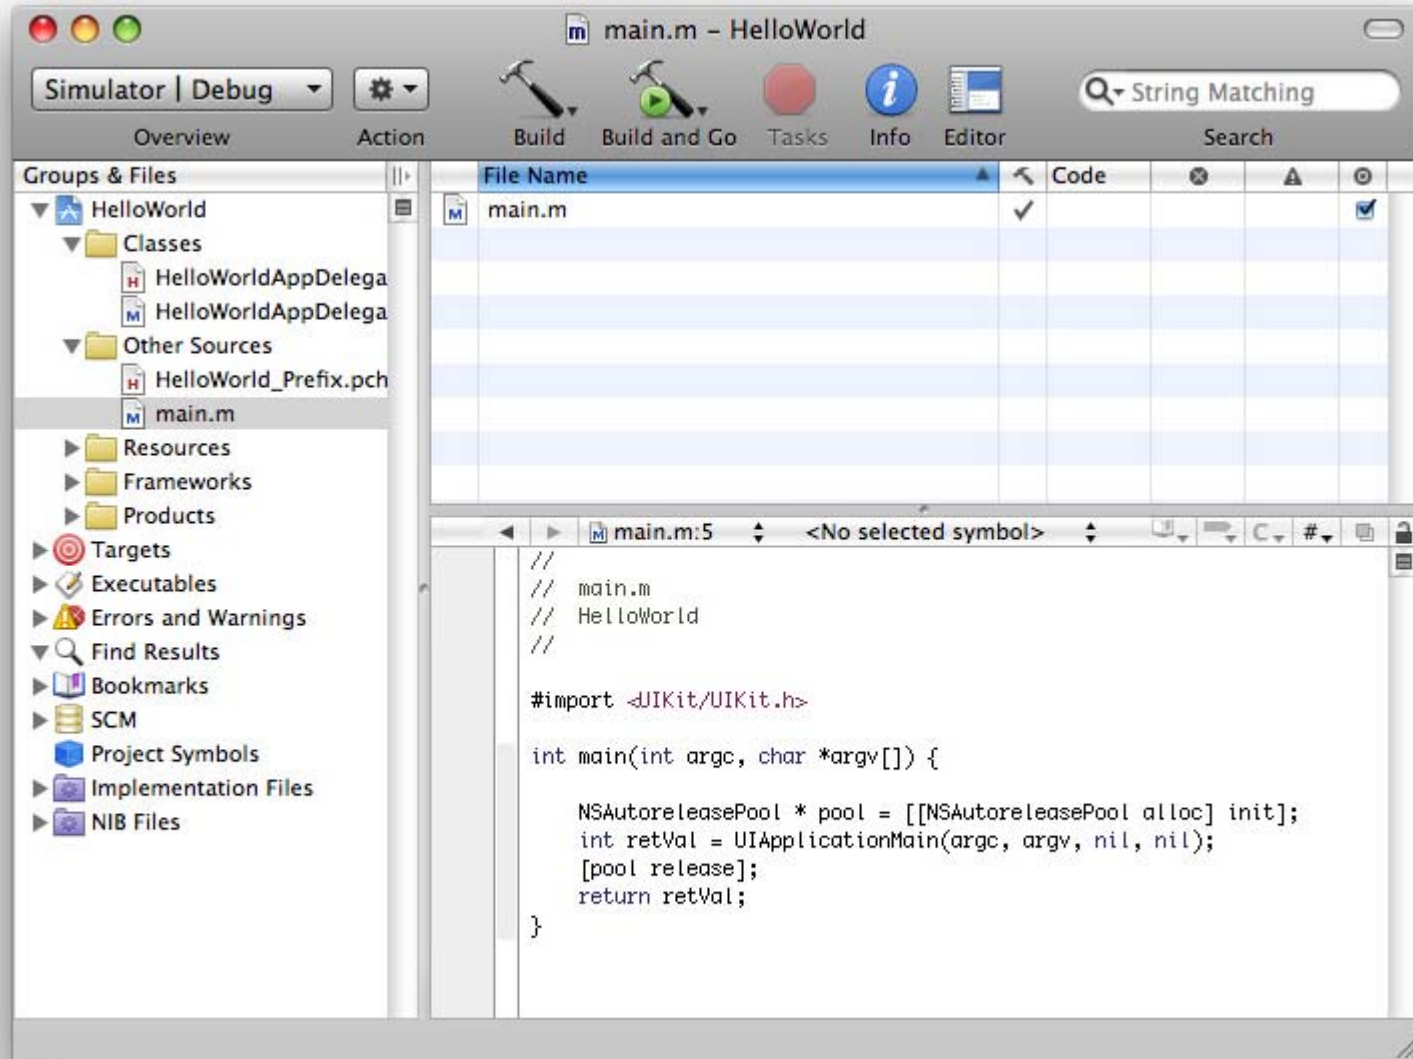 main.m – HelloWorld
Simulator | Debug
String Matching
Overview Action Build Build and Go Tasks Info Editor Search
Groups & Files
HelloWorld
Classes
HelloWorldAppDelega
HelloWorldAppDelega
Other Sources
HelloWorld_Prefix.pch
main.m
Resources
Frameworks
Products
Targets
Executables
Errors and Warnings
Find Results
Bookmarks
SCM
Project Symbols
Implementation Files
NIB Files
File Name Code
main.m
main.m:5 <No selected symbol> C #
//
// main.m
// HelloWorld
//
#import <UIKit/UIKit.h>
int main(int argc, char *argv[]) {
NSAutoreleasePool * pool = [[NSAutoreleasePool alloc] init];
int retVal = UIApplicationMain(argc, argv, nil, nil);
[pool release];
return retVal;
}